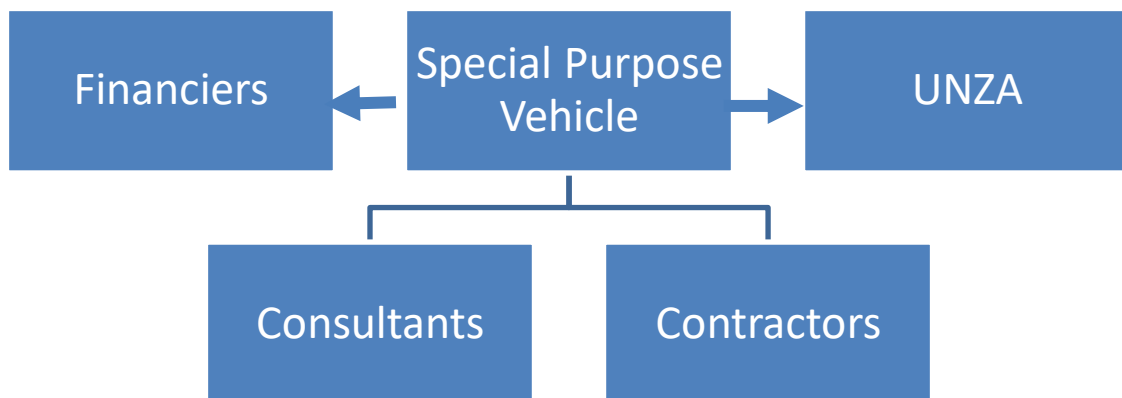 Financiers
Special Purpose
Vehicle
UNZA
Consultants
Contractors